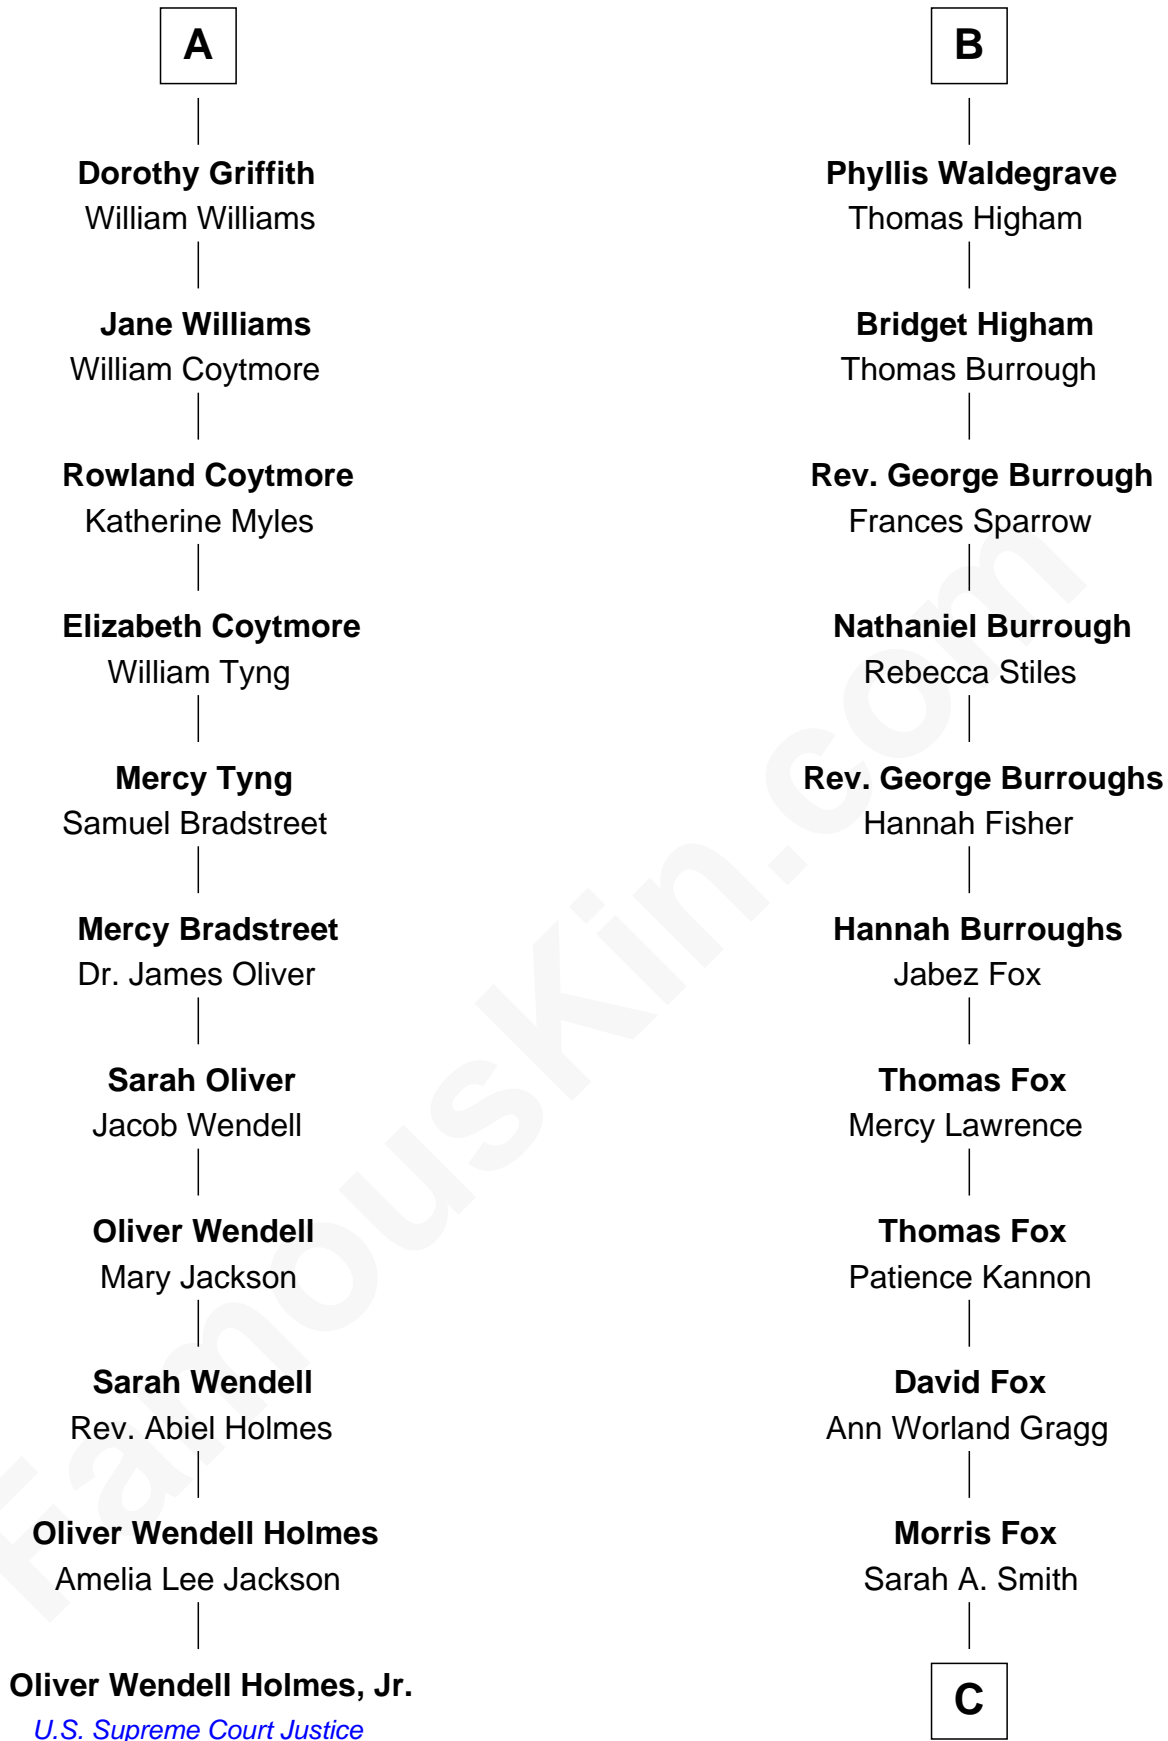 A
Dorothy Griffith
William Williams
Jane Williams
William Coytmore
Rowland Coytmore
Katherine Myles
Elizabeth Coytmore
William Tyng
Mercy Tyng
Samuel Bradstreet
Mercy Bradstreet
Dr. James Oliver
Sarah Oliver
Jacob Wendell
Oliver Wendell
Mary Jackson
Sarah Wendell
Rev. Abiel Holmes
Oliver Wendell Holmes
Amelia Lee Jackson
Oliver Wendell Holmes, Jr.
U.S. Supreme Court Justice
B
Phyllis Waldegrave
Thomas Higham
Bridget Higham
Thomas Burrough
Rev. George Burrough
Frances Sparrow
Nathaniel Burrough
Rebecca Stiles
Rev. George Burroughs
Hannah Fisher
Hannah Burroughs
Jabez Fox
Thomas Fox
Mercy Lawrence
Thomas Fox
Patience Kannon
David Fox
Ann Worland Gragg
Morris Fox
Sarah A. Smith
C
FamousKin.com